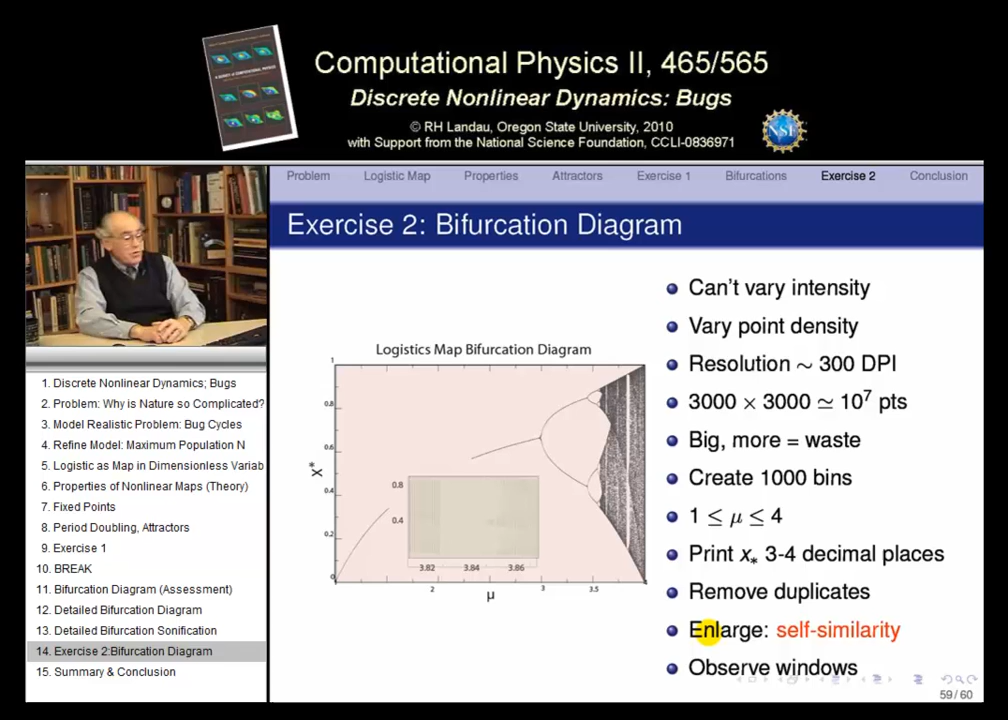 Computational Physics II, 465/565
Discrete Nonlinear Dynamics: Bugs
© RH Landau, Oregon State University, 2010
with Support from the National Science Foundation, CCLI-0836971
NSF
Problem Logistic Map Properties Attractors Exercise 1 Bifurcations Exercise 2 Conclusion
Exercise 2: Bifurcation Diagram
1. Discrete Nonlinear Dynamics; Bugs
2. Problem: Why is Nature so Complicated?
3. Model Realistic Problem: Bug Cycles
4. Refine Model: Maximum Population N
5. Logistic as Map in Dimensionless Variab
6. Properties of Nonlinear Maps (Theory)
7. Fixed Points
8. Period Doubling, Attractors
9. Exercise 1
10. BREAK
11. Bifurcation Diagram (Assessment)
12. Detailed Bifurcation Diagram
13. Detailed Bifurcation Sonification
14. Exercise 2:Bifurcation Diagram
15. Summary & Conclusion
Logistics Map Bifurcation Diagram
1
0.8
0.6
0.4
0.2
0
X*
0.8
0.4
3.82 3.84 3.86
2 3 3.5 4
μ
Can't vary intensity
Vary point density
Resolution ∼ 300 DPI
3000 × 3000 ≃ 10⁷ pts
Big, more = waste
Create 1000 bins
1 ≤ μ ≤ 4
Print x∗ 3-4 decimal places
Remove duplicates
Enlarge: self-similarity
Observe windows
59 / 60